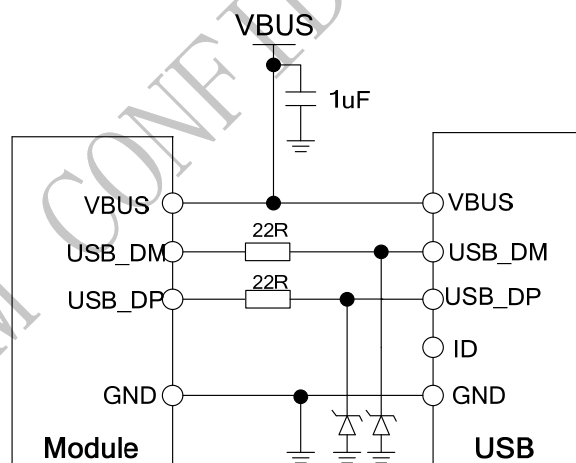 VBUS
1uF
VBUS
VBUS
22R
USB_DM
USB_DM
22R
USB_DP
USB_DP
ID
GND
GND
Module
USB